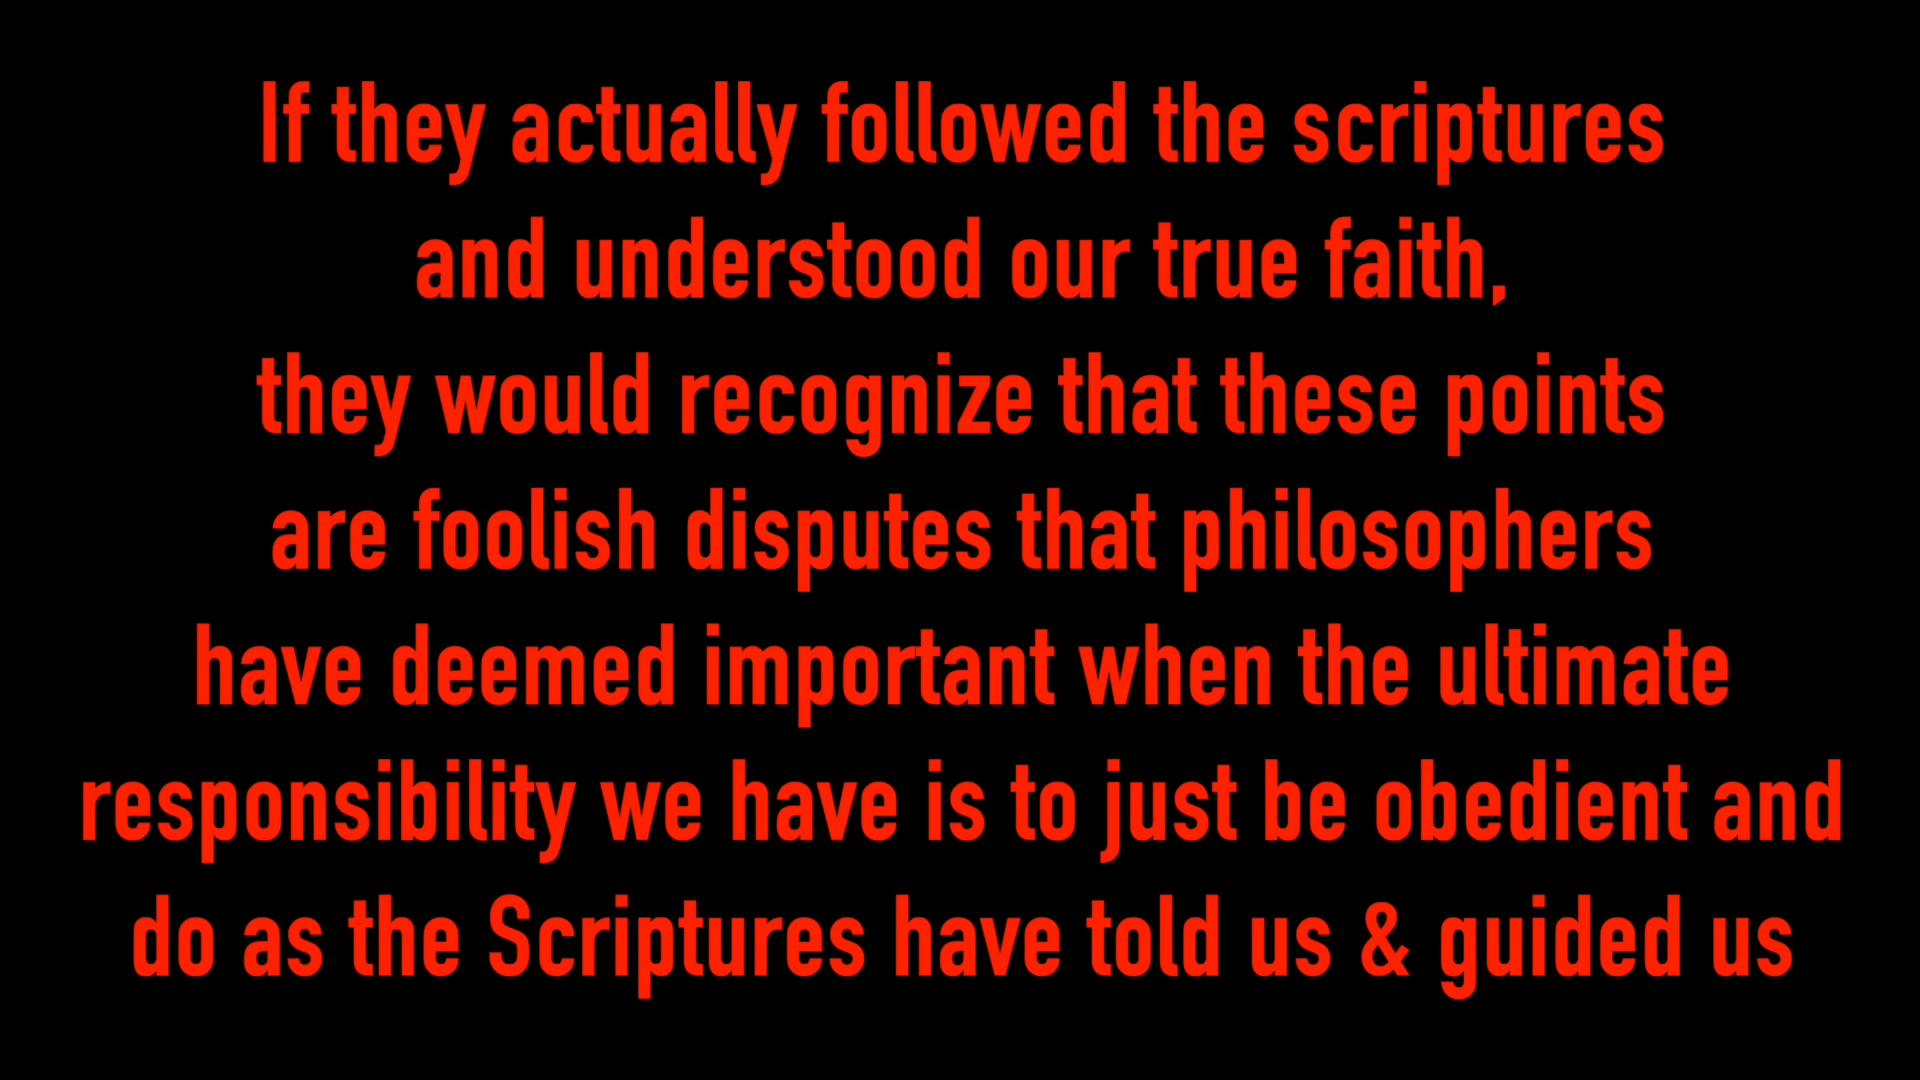 If they actually followed the scriptures
and understood our true faith,
they would recognize that these points
are foolish disputes that philosophers
have deemed important when the ultimate
responsibility we have is to just be obedient and
do as the Scriptures have told us & guided us